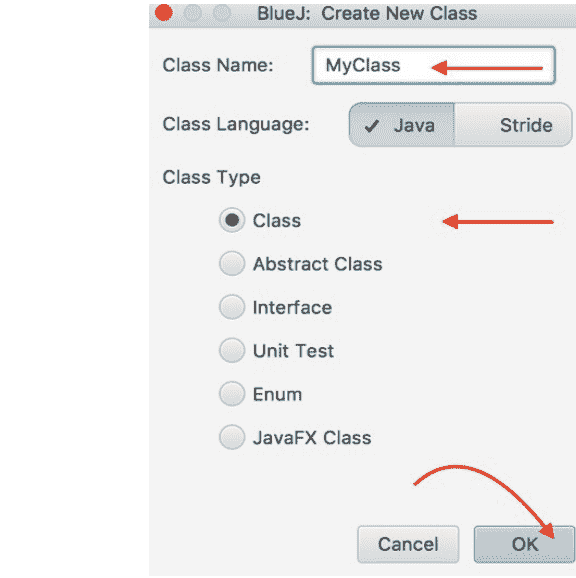 BlueJ: Create New Class
Class Name: MyClass
Class Language: ✓ Java Stride
Class Type
Class
Abstract Class
Interface
Unit Test
Enum
JavaFX Class
Cancel OK